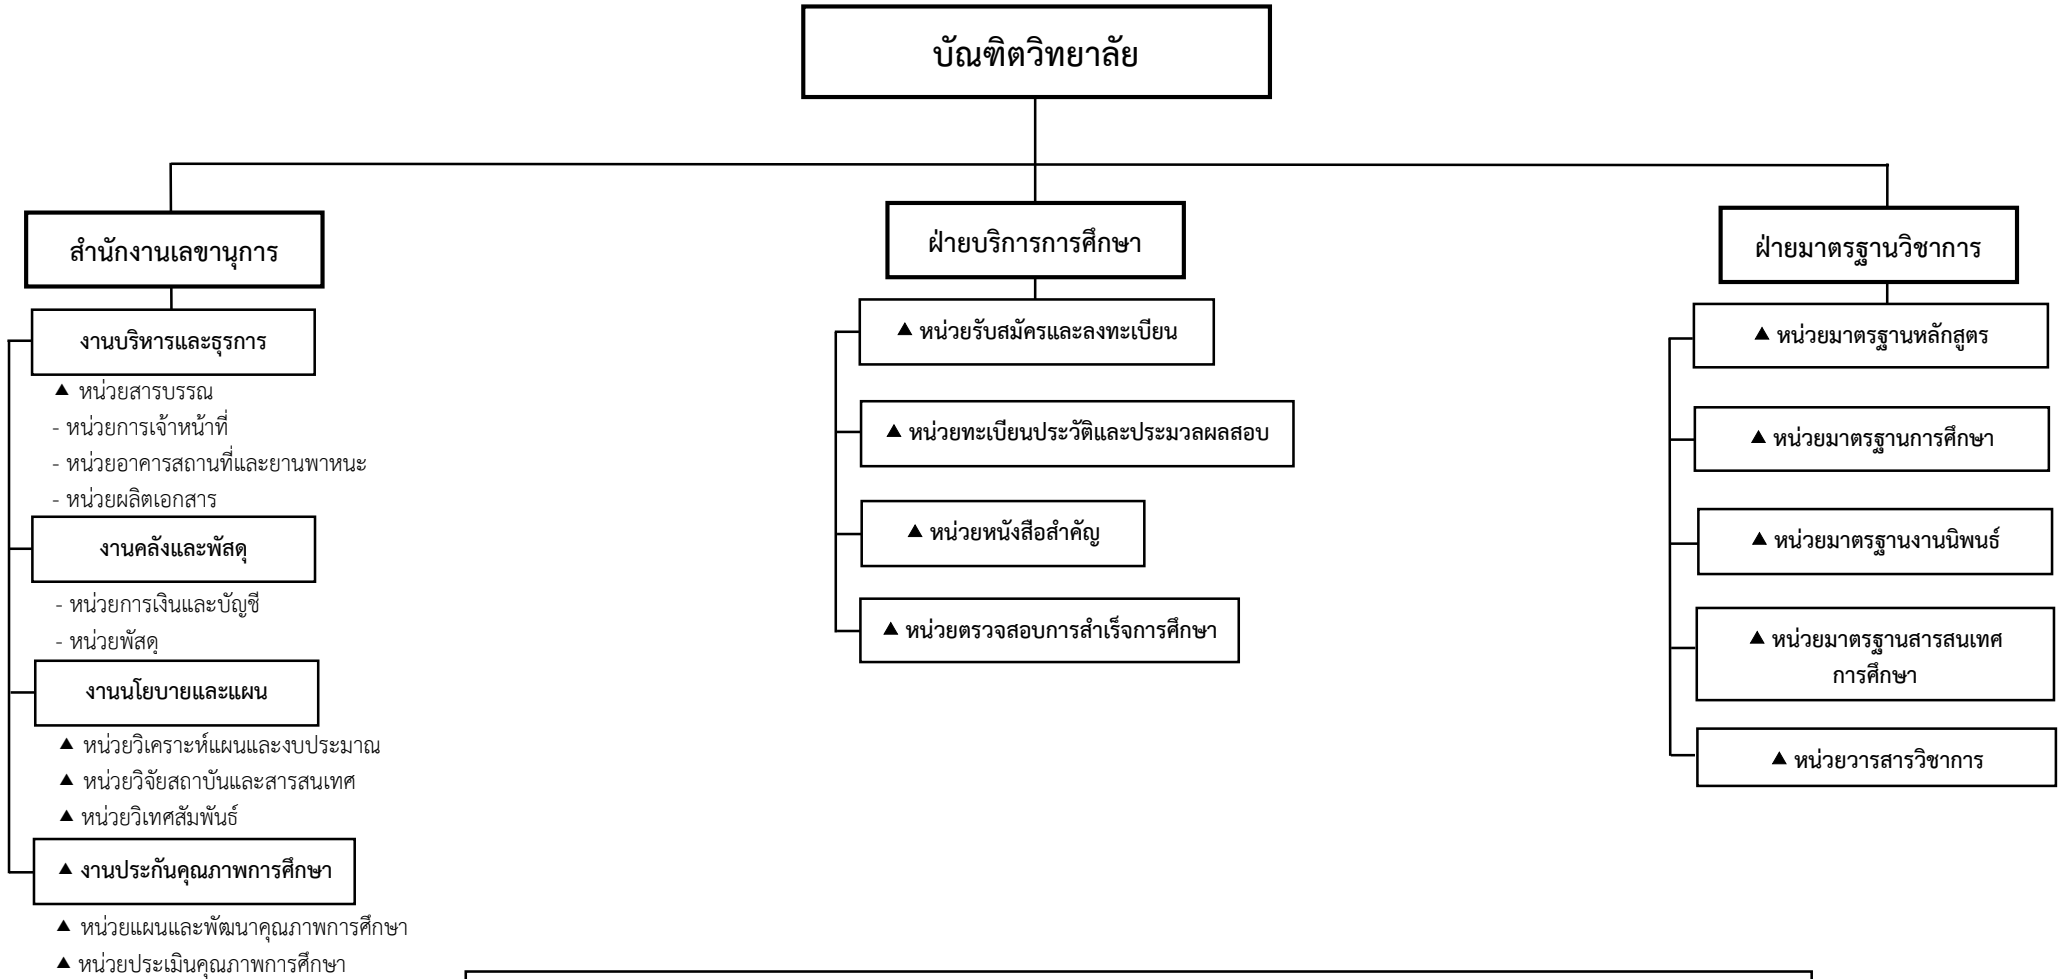 บัณฑิตวิทยาลัย
สำนักงานเลขานุการ
งานบริหารและธุรการ
▲ หน่วยสารบรรณ
- หน่วยการเจ้าหน้าที่
- หน่วยอาคารสถานที่และยานพาหนะ
- หน่วยผลิตเอกสาร
งานคลังและพัสดุ
- หน่วยการเงินและบัญชี
- หน่วยพัสดุ
งานนโยบายและแผน
▲ หน่วยวิเคราะห์แผนและงบประมาณ
▲ หน่วยวิจัยสถาบันและสารสนเทศ
▲ หน่วยวิเทศสัมพันธ์
▲ งานประกันคุณภาพการศึกษา
▲ หน่วยแผนและพัฒนาคุณภาพการศึกษา
▲ หน่วยประเมินคุณภาพการศึกษา
ฝ่ายบริการการศึกษา
▲ หน่วยรับสมัครและลงทะเบียน
▲ หน่วยทะเบียนประวัติและประมวลผลสอบ
▲ หน่วยหนังสือสำคัญ
▲ หน่วยตรวจสอบการสำเร็จการศึกษา
ฝ่ายมาตรฐานวิชาการ
▲ หน่วยมาตรฐานหลักสูตร
▲ หน่วยมาตรฐานการศึกษา
▲ หน่วยมาตรฐานงานนิพนธ์
▲ หน่วยมาตรฐานสารสนเทศ
การศึกษา
▲ หน่วยวารสารวิชาการ